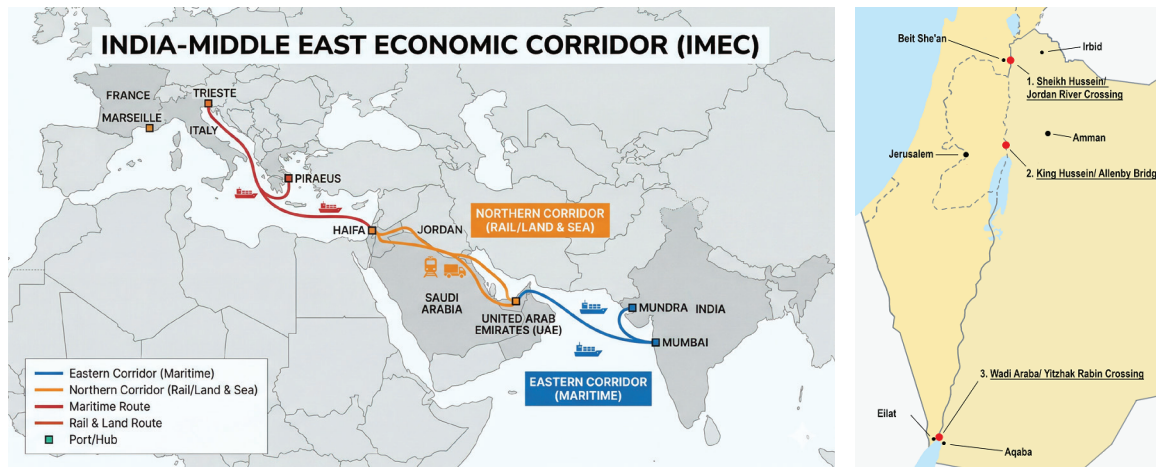 INDIA-MIDDLE EAST ECONOMIC CORRIDOR (IMEC)
FRANCE
TRIESTE
MARSEILLE
ITALY
PIRAEUS
HAIFA
JORDAN
NORTHERN CORRIDOR
(RAIL/LAND & SEA)
SAUDI
ARABIA
UNITED ARAB
EMIRATES (UAE)
MUNDRA
INDIA
MUMBAI
EASTERN CORRIDOR
(MARITIME)
Eastern Corridor (Maritime)
Northern Corridor (Rail/Land & Sea)
Maritime Route
Rail & Land Route
Port/Hub
Beit She'an
Irbid
1. Sheikh Hussein/
Jordan River Crossing
Amman
Jerusalem
2. King Hussein/ Allenby Bridg
3. Wadi Araba/ Yitzhak Rabin Crossing
Eilat
Aqaba